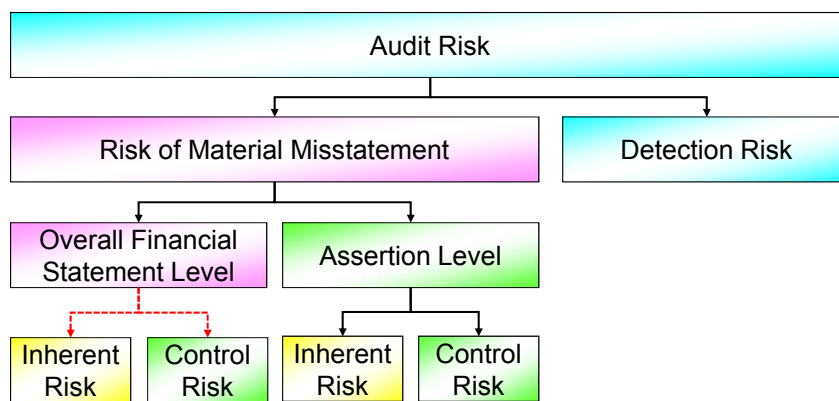 Audit Risk
Risk of Material Misstatement
Detection Risk
Overall Financial
Statement Level
Assertion Level
Inherent
Risk
Control
Risk
Inherent
Risk
Control
Risk